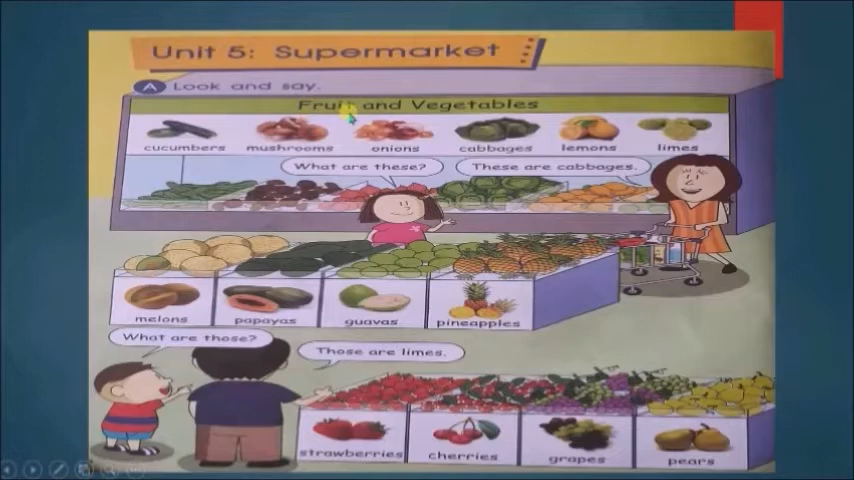 Unit 5: Supermarket
A Look and say.
Fruit and Vegetables
cucumbers mushrooms onions cabbages lemons limes
What are these? These are cabbages.
melons papayas guavas pineapples
What are those? Those are limes.
strawberries cherries grapes pears